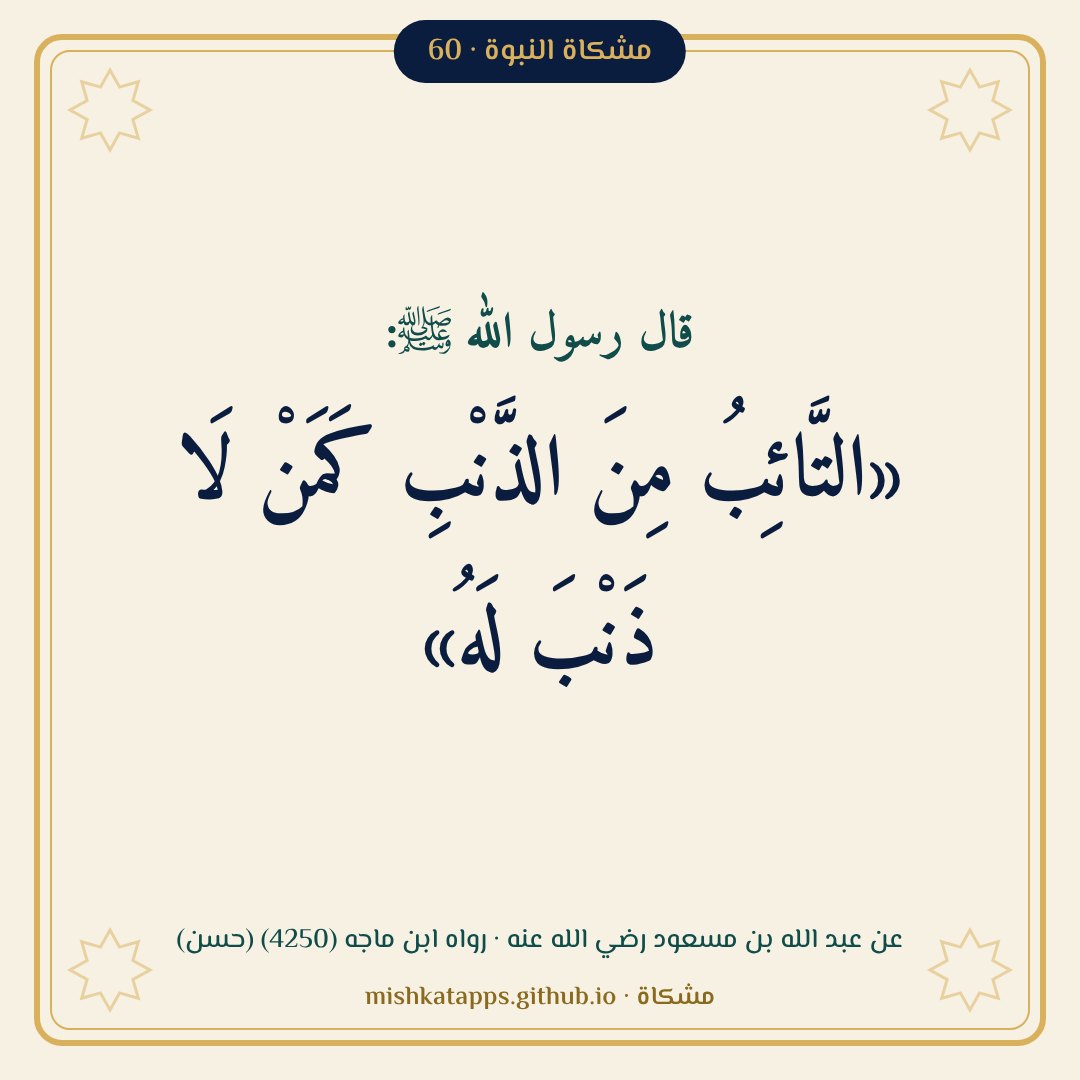 مشكاة النبوة · 60
قال رسول الله ﷺ:
«التَّائِبُ مِنَ الذَّنْبِ كَمَنْ لَا
ذَنْبَ لَهُ»
عن عبد الله بن مسعود رضي الله عنه · رواه ابن ماجه (4250) (حسن)
مشكاة · mishkatapps.github.io